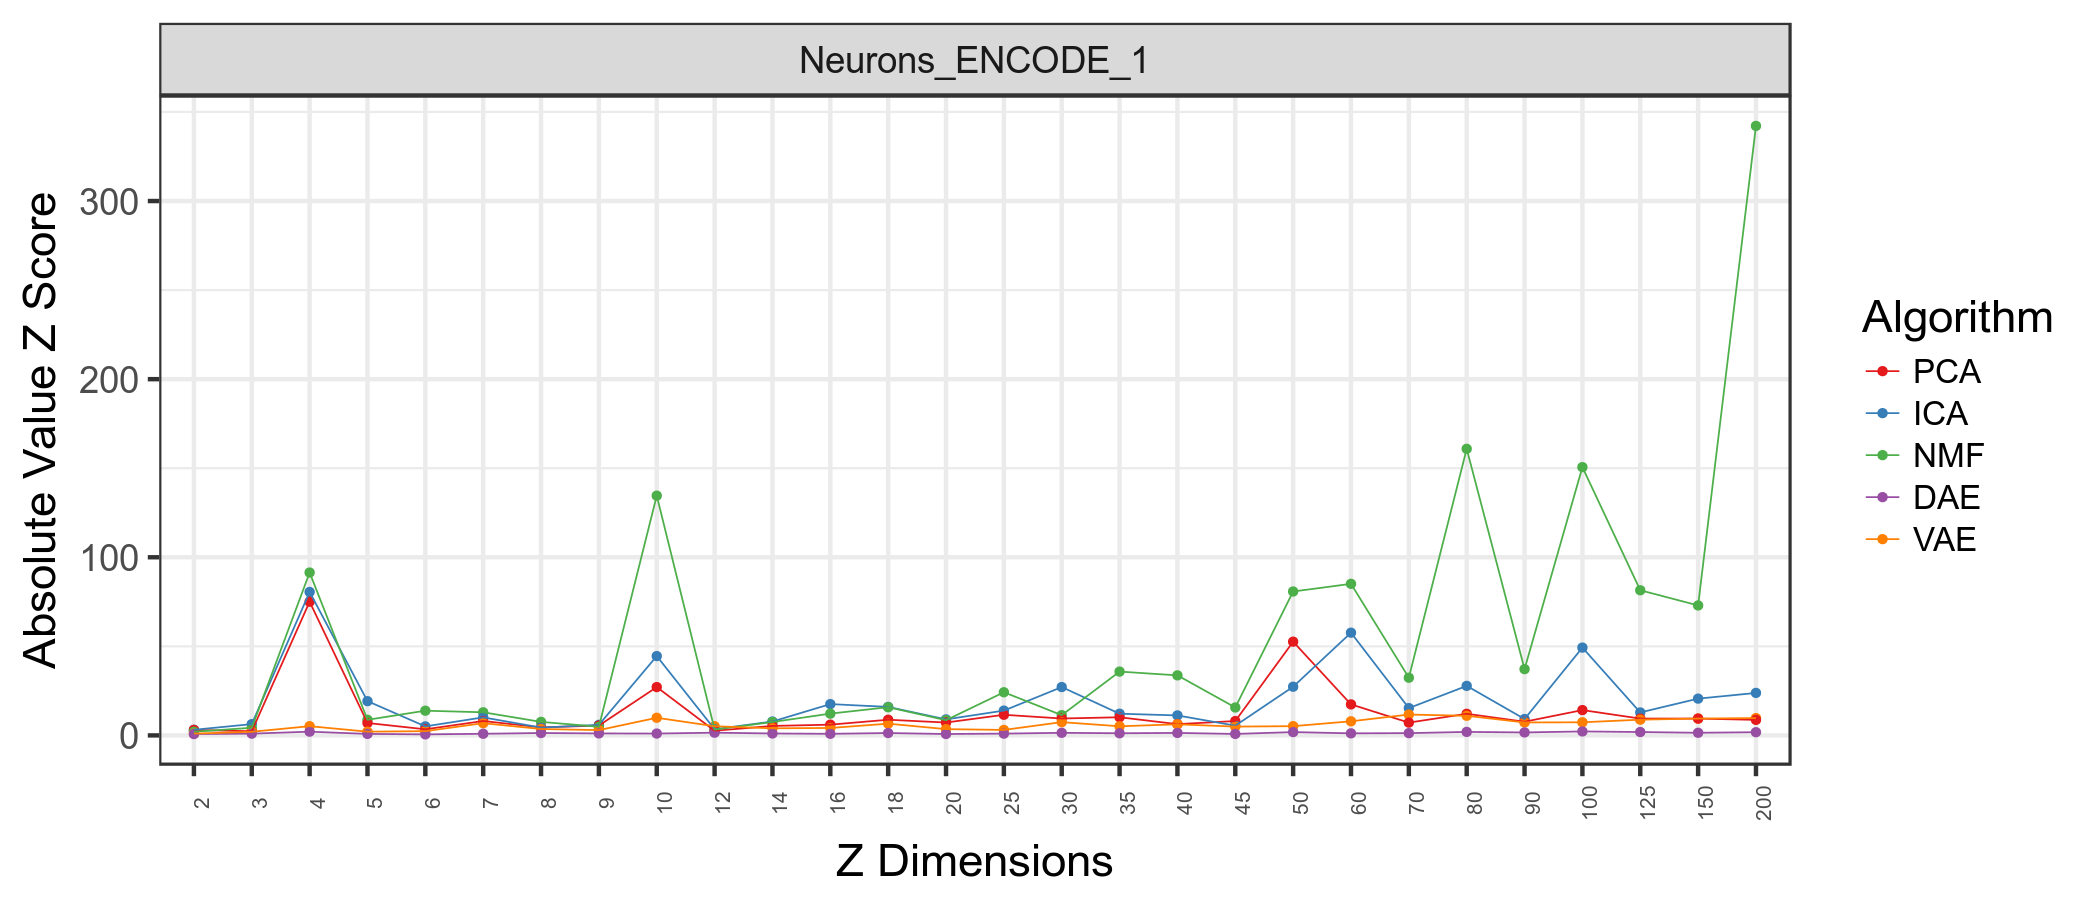 Neurons_ENCODE_1
Absolute Value Z Score
300
200
100
0
2 3 4 5 6 7 8 9 10 12 14 16 18 20 25 30 35 40 45 50 60 70 80 90 100 125 150 200
Z Dimensions
Algorithm
PCA
ICA
NMF
DAE
VAE